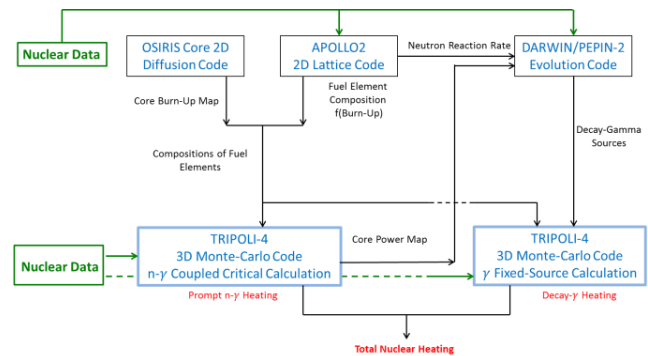 Nuclear Data
OSIRIS Core 2D
Diffusion Code
APOLLO2
2D Lattice Code
Neutron Reaction Rate
DARWIN/PEPIN-2
Evolution Code
Core Burn-Up Map
Fuel Element
Composition
f(Burn-Up)
Compositions of Fuel
Elements
Decay-Gamma
Sources
Nuclear Data
TRIPOLI-4
3D Monte-Carlo Code
n-γ Coupled Critical Calculation
Core Power Map
TRIPOLI-4
3D Monte-Carlo Code
γ Fixed-Source Calculation
Prompt n-γ Heating
Decay-γ Heating
Total Nuclear Heating